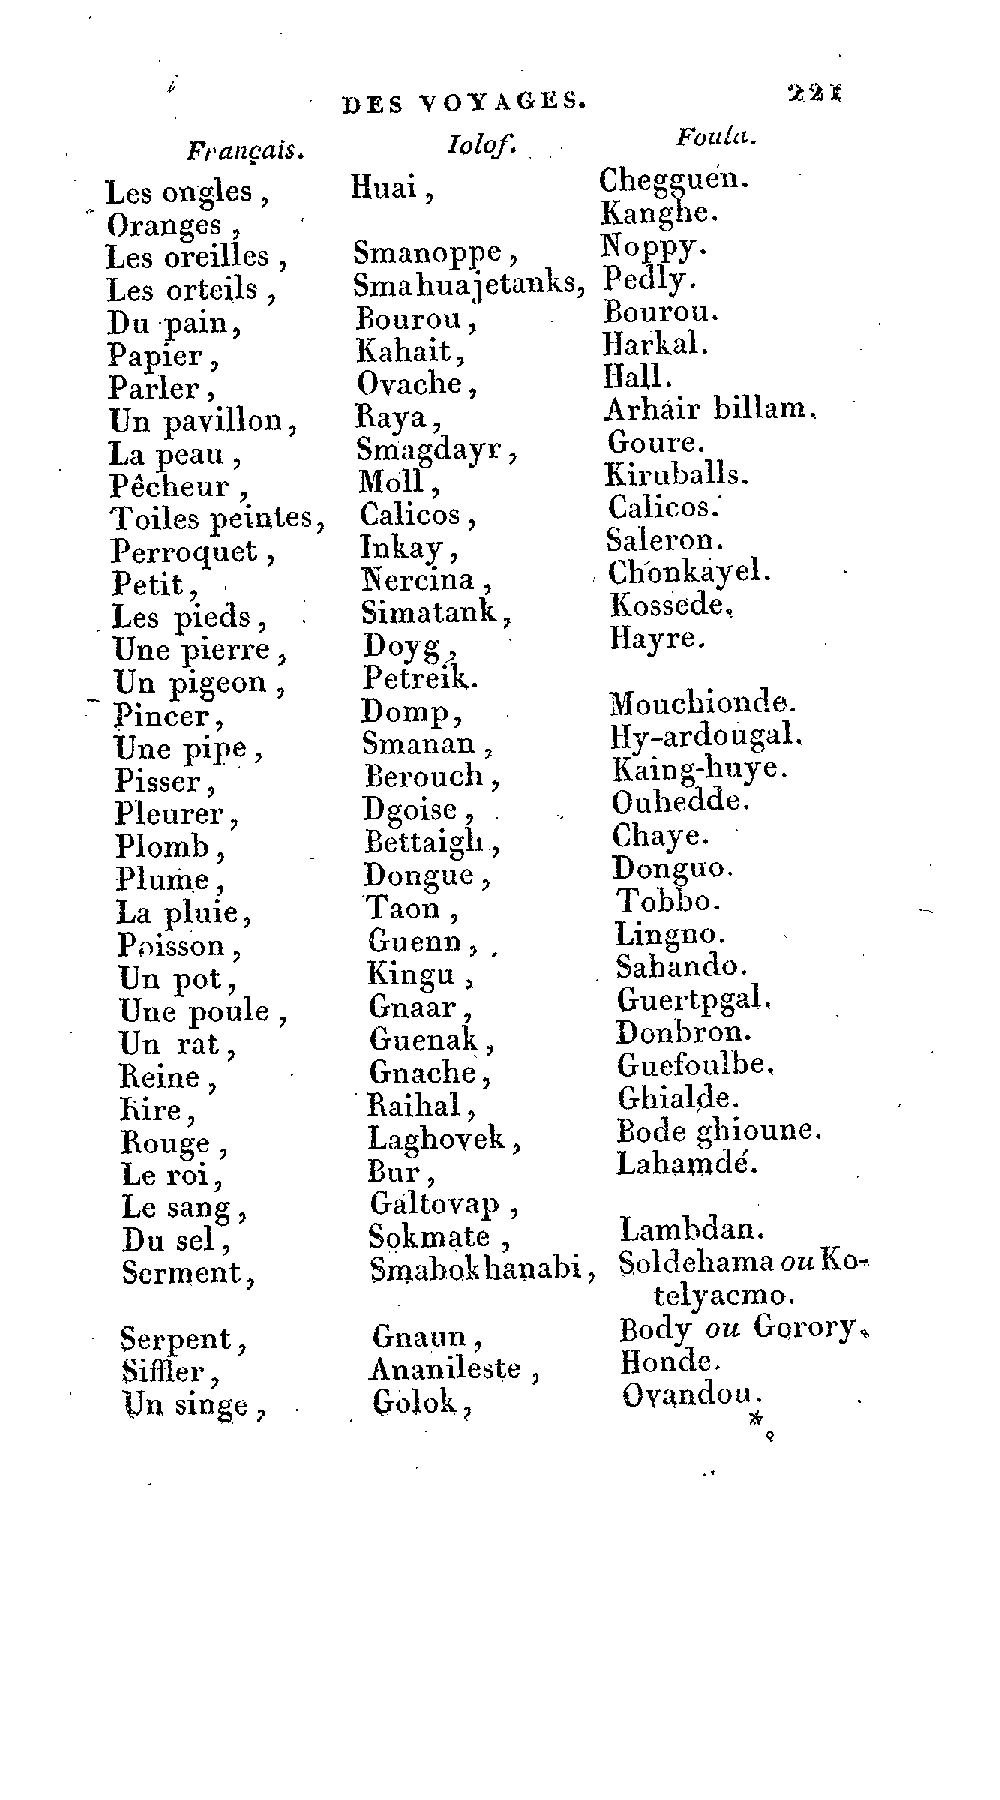 DES VOYAGES. 221
Français. Iolof. Foula.
Les ongles, Huai, Chegguen.
Oranges, Kanghe.
Les oreilles, Smanoppe, Noppy.
Les orteils, Smahuajetanks, Pedly.
Du pain, Bourou, Bourou.
Papier, Kahait, Harkal.
Parler, Ovache, Hall.
Un pavillon, Raya, Arhair billam.
La peau, Smagdayr, Goure.
Pêcheur, Moll, Kiruballs.
Toiles peintes, Calicos, Calicos.
Perroquet, Inkay, Saleron.
Petit, Nercina, Chonkayel.
Les pieds, Simatank, Kossede.
Une pierre, Doyg, Hayre.
Un pigeon, Petreik.
Pincer, Domp, Mouchionde.
Une pipe, Smanan, Hy-ardougal.
Pisser, Berouch, Kaing-huye.
Pleurer, Dgoise, Ouhedde.
Plomb, Bettaigh, Chaye.
Plume, Dongue, Donguo.
La pluie, Taon, Tobbo.
Poisson, Guenn, Lingno.
Un pot, Kingu, Sahando.
Une poule, Gnaar, Guertpgal.
Un rat, Guenak, Donbron.
Reine, Gnache, Guefoulbe.
Rire, Raihal, Ghialde.
Rouge, Laghovek, Bode ghioune.
Le roi, Bur, Lahamdé.
Le sang, Galtovap,
Du sel, Sokmate, Lambdan.
Serment, Smabokhanabi, Soldehama ou Ko-
telyacmo.
Serpent, Gnaun, Body ou Gorory.
Siffler, Ananileste, Honde.
Un singe, Golok, Ovandou.
*